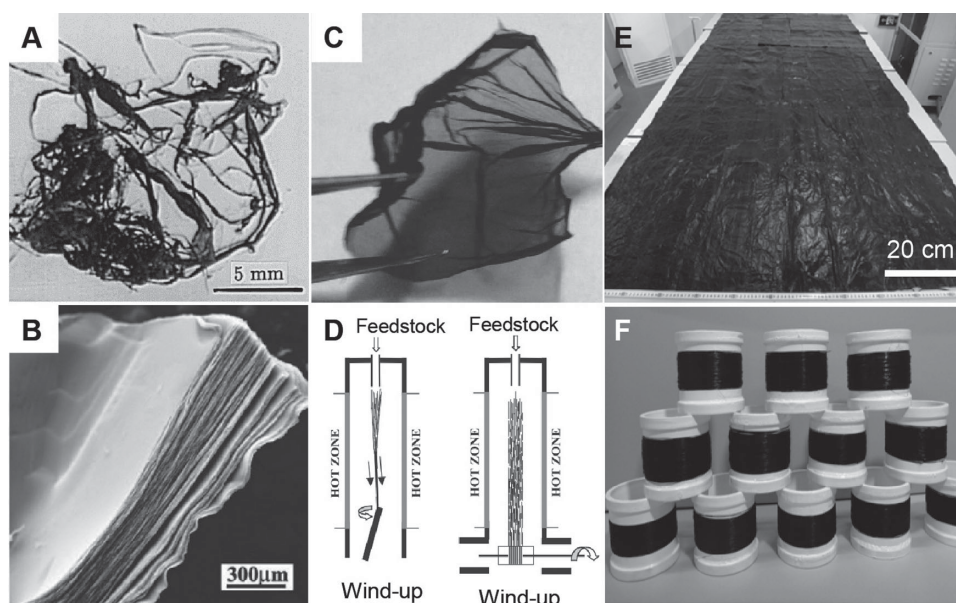 A
5 mm
B
300μm
C
D
Feedstock
Feedstock
HOT ZONE
HOT ZONE
HOT ZONE
HOT ZONE
Wind-up
Wind-up
E
20 cm
F